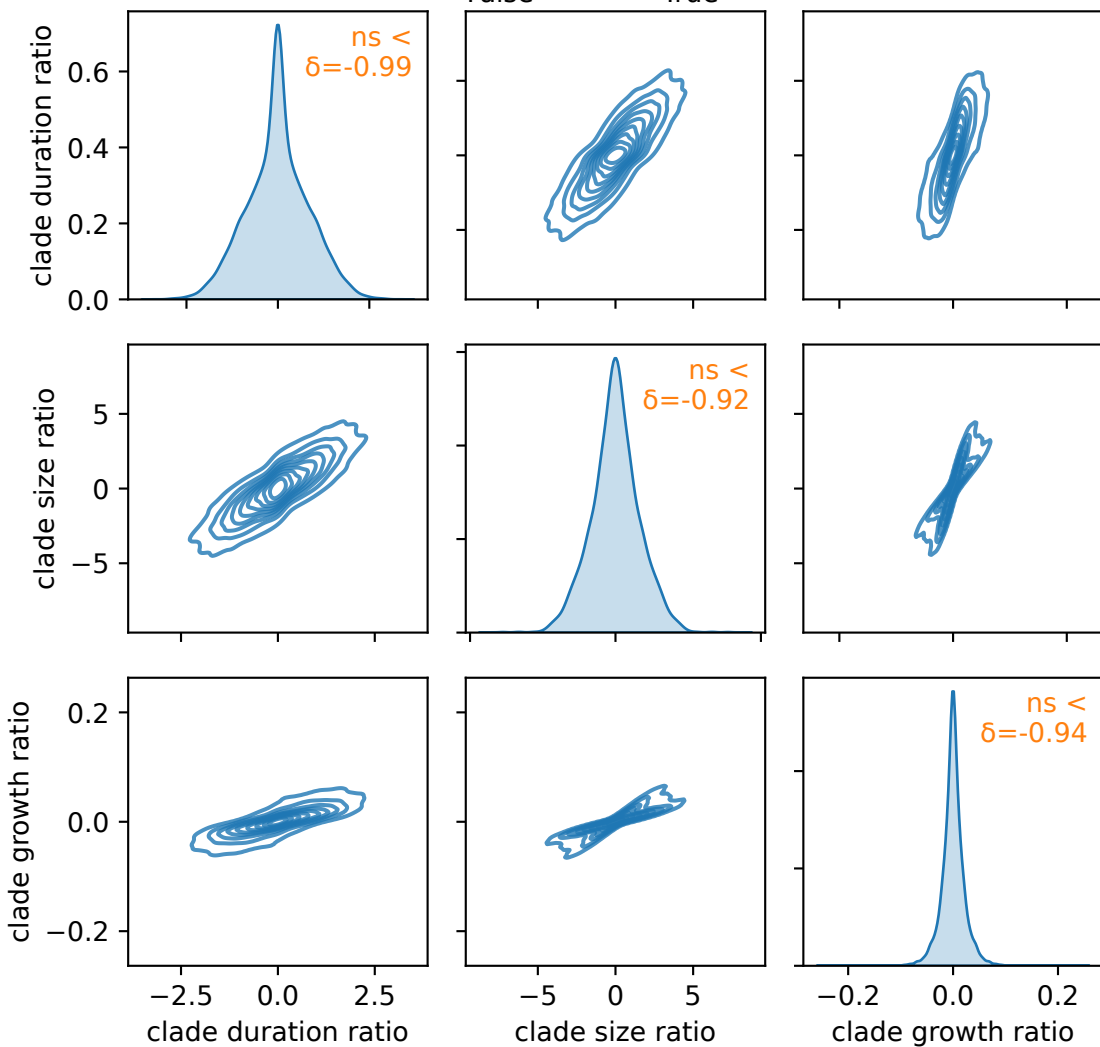 clade duration ratio
0.6
0.4
0.2
0.0
ns <
δ=-0.99
clade size ratio
5
0
−5
ns <
δ=-0.92
clade growth ratio
0.2
0.0
−0.2
ns <
δ=-0.94
−2.5
0.0
2.5
−5
0
5
−0.2
0.0
0.2
clade duration ratio
clade size ratio
clade growth ratio